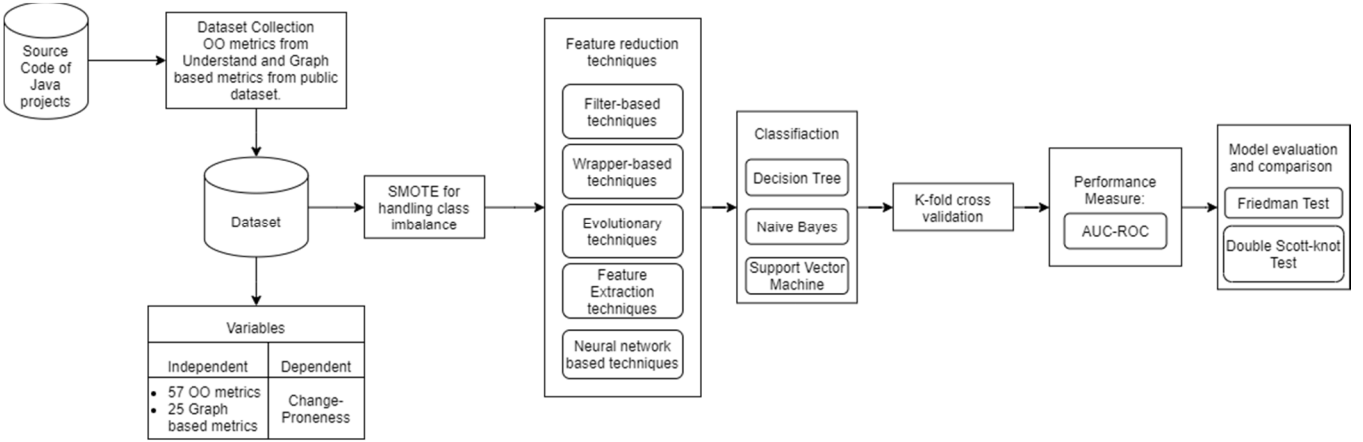 Source
Code of
Java
projects
Dataset Collection
OO metrics from
Understand and Graph
based metrics from public
dataset.
Dataset
Variables
Independent
Dependent
• 57 OO metrics
• 25 Graph
based metrics
Change-
Proneness
SMOTE for
handling class
imbalance
Feature reduction
techniques
Filter-based
techniques
Wrapper-based
techniques
Evolutionary
techniques
Feature
Extraction
techniques
Neural network
based techniques
Classifiaction
Decision Tree
Naive Bayes
Support Vector
Machine
K-fold cross
validation
Performance
Measure:
AUC-ROC
Model evaluation
and comparison
Friedman Test
Double Scott-knot
Test